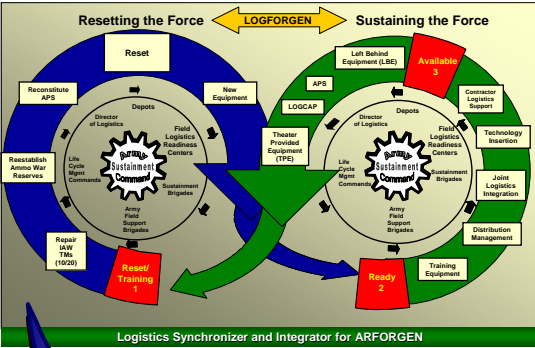 Resetting the Force
LOGFORGEN
Sustaining the Force
Reset
Reconstitute
APS
New
Equipment
Reestablish
Ammo War
Reserves
Repair
IAW
TMs
(10/20)
Reset/
Training
1
Depots
Director
of Logistics
Field
Logistics
Readiness
Centers
Life
Cycle
Mgmt
Commands
Sustainment
Brigades
Army
Field
Support
Brigades
Army
Sustainment
Command
Left Behind
Equipment (LBE)
Available
3
APS
LOGCAP
Theater
Provided
Equipment
(TPE)
Contractor
Logistics
Support
Technology
Insertion
Joint
Logistics
Integration
Distribution
Management
Training
Equipment
Ready
2
Depots
Director
of Logistics
Field
Logistics
Readiness
Centers
Life
Cycle
Mgmt
Commands
Sustainment
Brigades
Army
Field
Support
Brigades
Army
Sustainment
Command
Logistics Synchronizer and Integrator for ARFORGEN